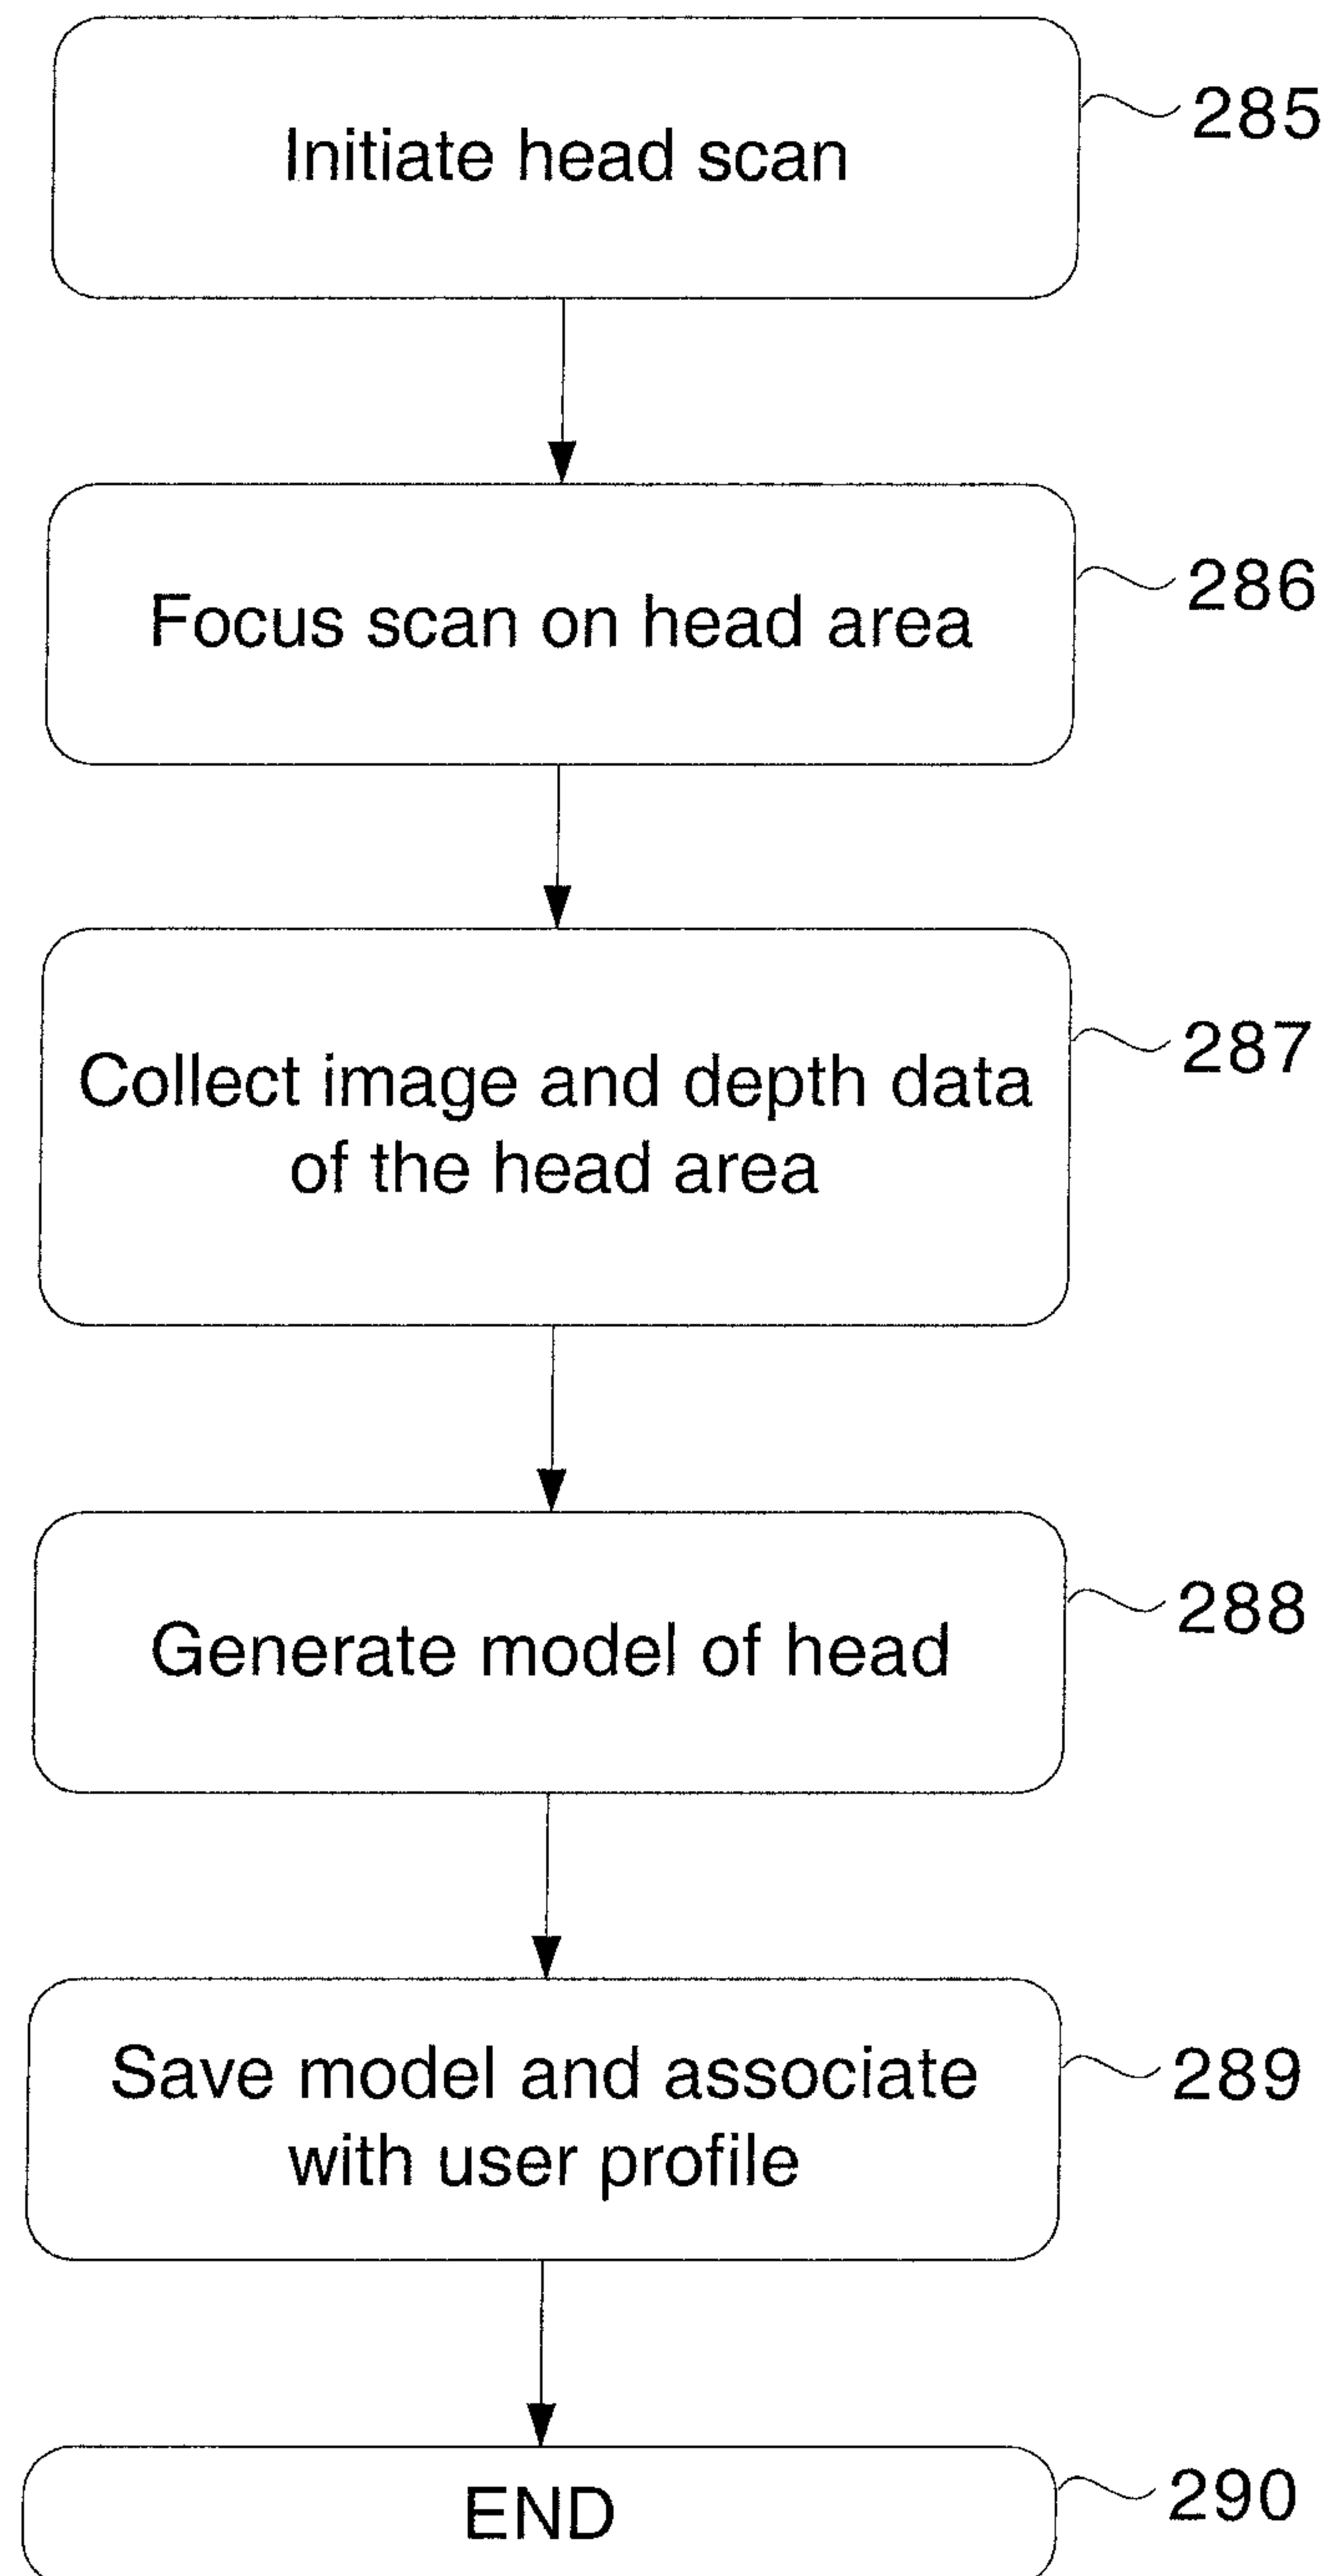 Initiate head scan
285
Focus scan on head area
286
Collect image and depth data
of the head area
287
Generate model of head
288
Save model and associate
with user profile
289
END
290